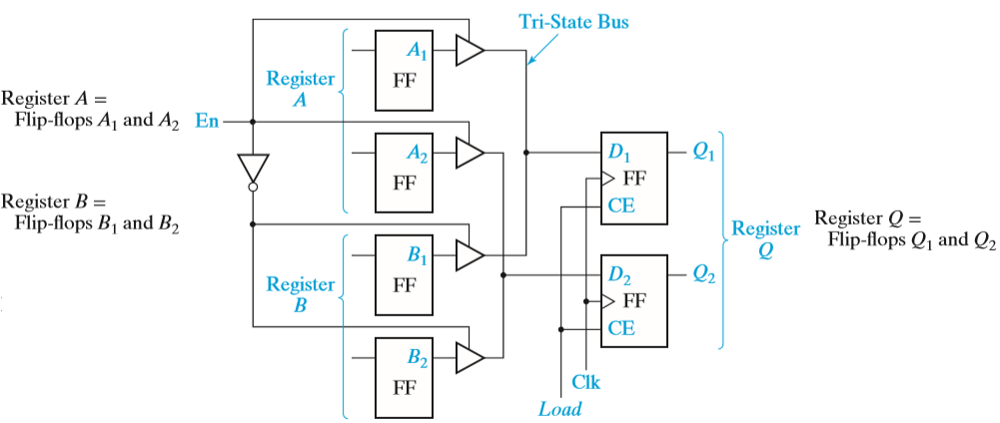 Tri-State Bus
A₁
FF
Register
A
Register A =
Flip-flops A₁ and A₂
En
A₂
FF
D₁
Q₁
FF
CE
Register B =
Flip-flops B₁ and B₂
Register
Q
Register Q =
Flip-flops Q₁ and Q₂
B₁
FF
Register
B
D₂
Q₂
FF
CE
B₂
FF
Clk
Load